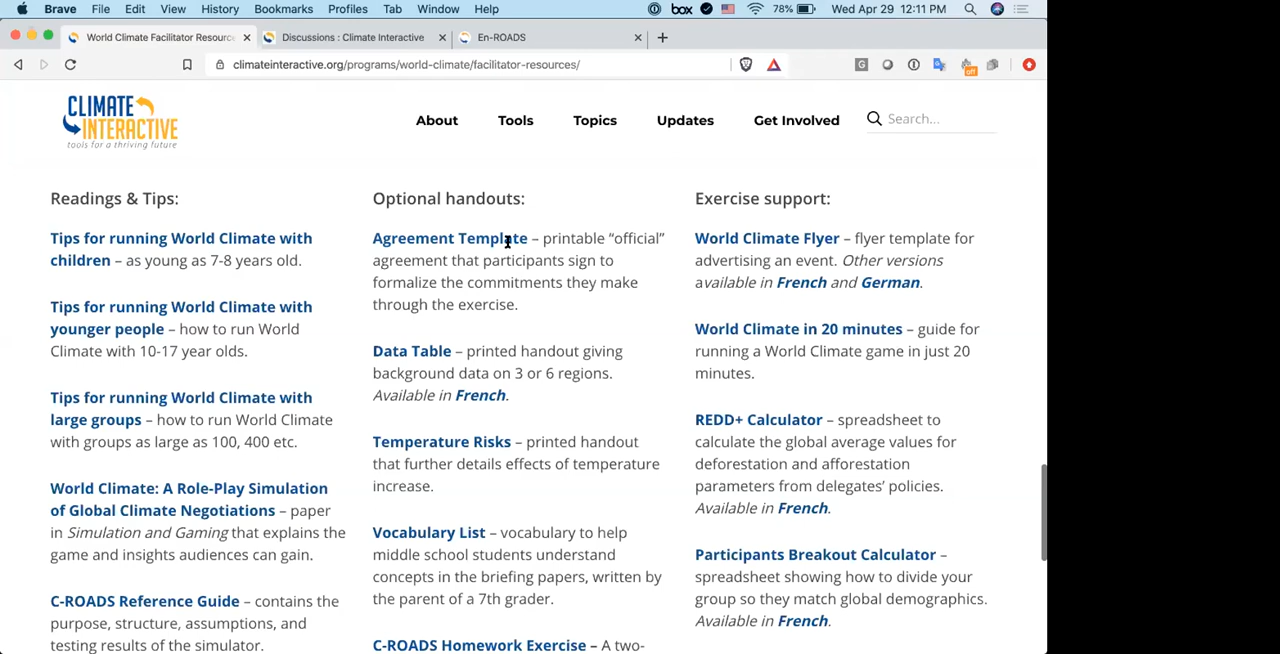 Brave File Edit View History Bookmarks Profiles Tab Window Help box 78% Wed Apr 29 12:11 PM
World Climate Facilitator Resource Discussions : Climate Interactive En-ROADS
climateinteractive.org/programs/world-climate/facilitator-resources/
off
CLIMATE
INTERACTIVE
tools for a thriving future
About Tools Topics Updates Get Involved Search...
Readings & Tips:
Tips for running World Climate with
children – as young as 7-8 years old.
Tips for running World Climate with
younger people – how to run World
Climate with 10-17 year olds.
Tips for running World Climate with
large groups – how to run World Climate
with groups as large as 100, 400 etc.
World Climate: A Role-Play Simulation
of Global Climate Negotiations – paper
in Simulation and Gaming that explains the
game and insights audiences can gain.
C-ROADS Reference Guide – contains the
purpose, structure, assumptions, and
testing results of the simulator.
Optional handouts:
Agreement Template – printable “official”
agreement that participants sign to
formalize the commitments they make
through the exercise.
Data Table – printed handout giving
background data on 3 or 6 regions.
Available in French.
Temperature Risks – printed handout
that further details effects of temperature
increase.
Vocabulary List – vocabulary to help
middle school students understand
concepts in the briefing papers, written by
the parent of a 7th grader.
C-ROADS Homework Exercise – A two-
Exercise support:
World Climate Flyer – flyer template for
advertising an event. Other versions
available in French and German.
World Climate in 20 minutes – guide for
running a World Climate game in just 20
minutes.
REDD+ Calculator – spreadsheet to
calculate the global average values for
deforestation and afforestation
parameters from delegates’ policies.
Available in French.
Participants Breakout Calculator –
spreadsheet showing how to divide your
group so they match global demographics.
Available in French.